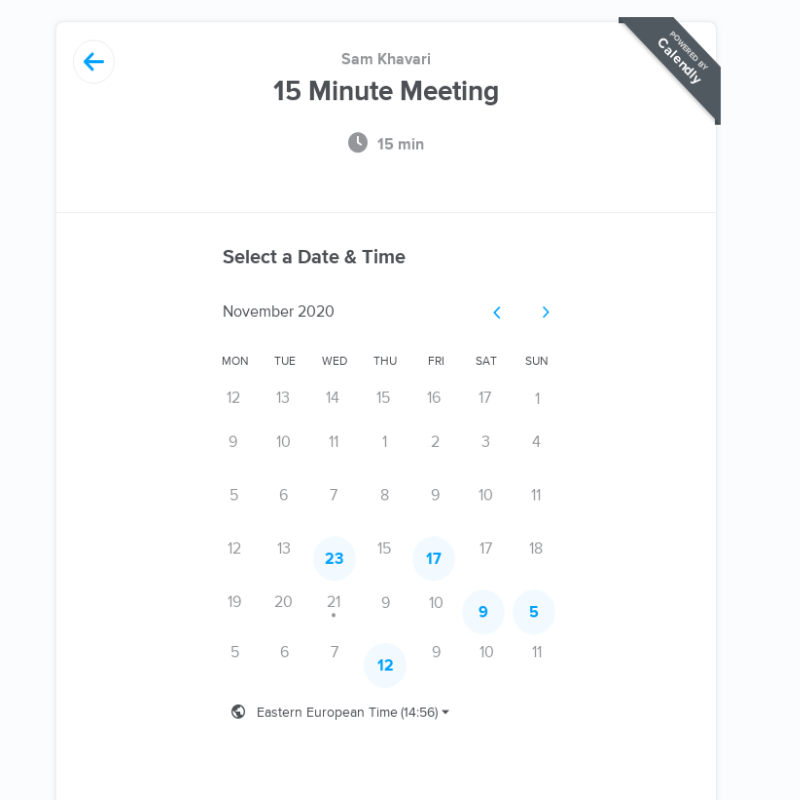 POWERED BY
Calendly
Sam Khavari
15 Minute Meeting
15 min
Select a Date & Time
November 2020
MON TUE WED THU FRI SAT SUN
12 13 14 15 16 17 1
9 10 11 1 2 3 4
5 6 7 8 9 10 11
12 13 23 15 17 17 18
19 20 21 9 10 9 5
5 6 7 12 9 10 11
Eastern European Time (14:56)